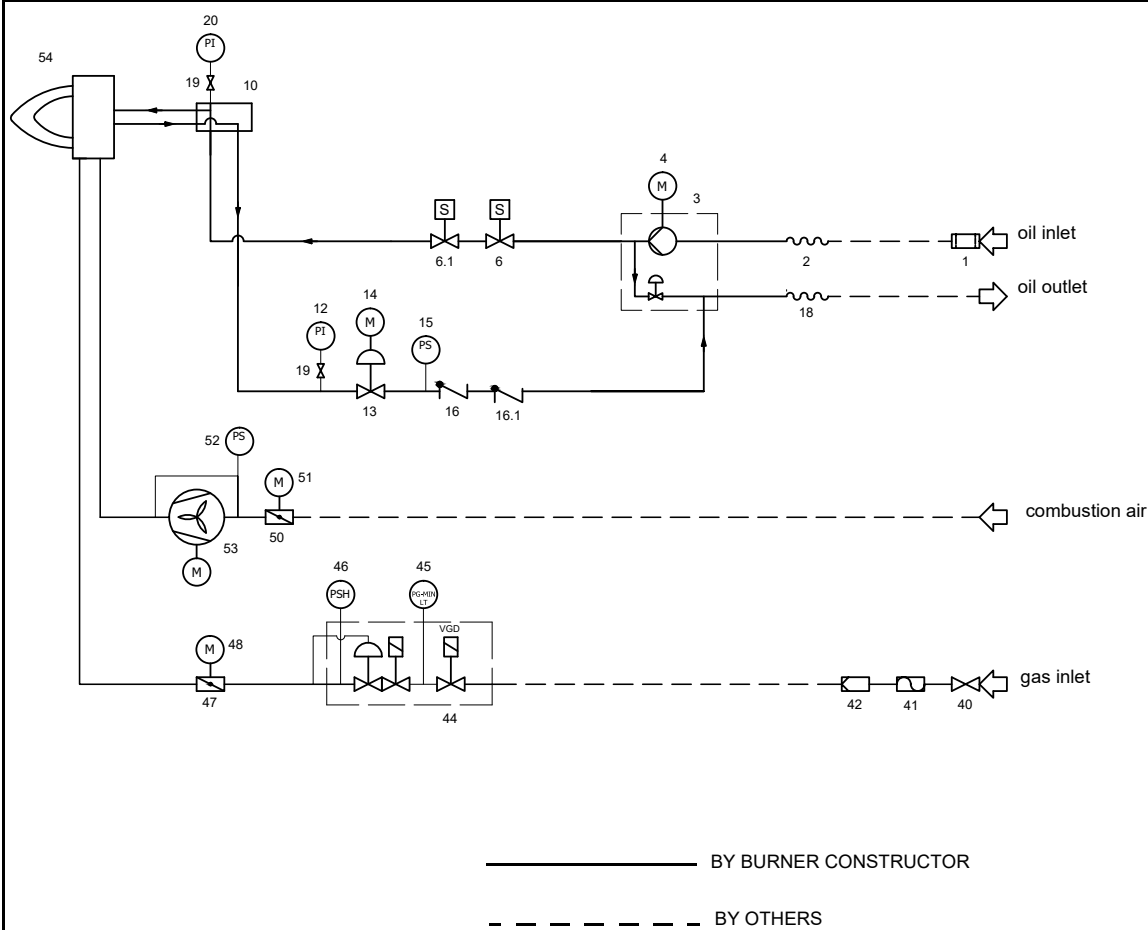 20
54
PI
19
10
4
M
3
S
S
oil inlet
6.1
6
2
1
oil outlet
14
18
12
M
15
PI
PS
19
13
16
16.1
52
PS
M
51
combustion air
53
50
M
46
45
PSH
PG-MIN
LT
VGD
M
48
gas inlet
47
44
42
41
40
BY BURNER CONSTRUCTOR
BY OTHERS